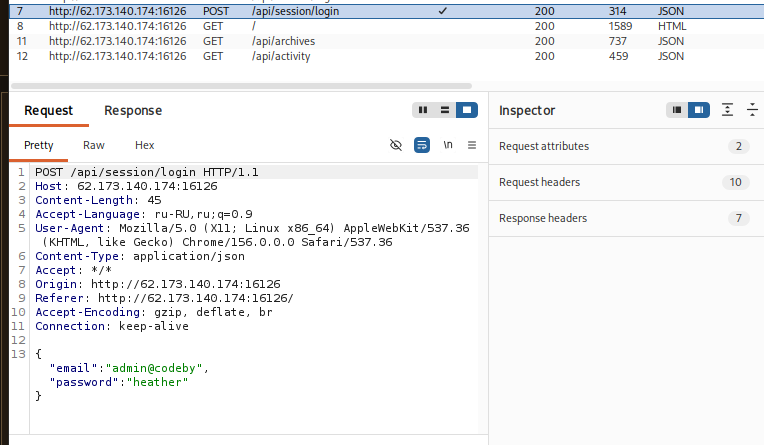 7 http://62.173.140.174:16126 POST /api/session/login ✓ 200 314 JSON
8 http://62.173.140.174:16126 GET / 200 1589 HTML
11 http://62.173.140.174:16126 GET /api/archives 200 737 JSON
12 http://62.173.140.174:16126 GET /api/activity 200 459 JSON
Request Response
Pretty Raw Hex \n
1 POST /api/session/login HTTP/1.1
2 Host: 62.173.140.174:16126
3 Content-Length: 45
4 Accept-Language: ru-RU,ru;q=0.9
5 User-Agent: Mozilla/5.0 (X11; Linux x86_64) AppleWebKit/537.36
(KHTML, like Gecko) Chrome/156.0.0.0 Safari/537.36
6 Content-Type: application/json
7 Accept: */*
8 Origin: http://62.173.140.174:16126
9 Referer: http://62.173.140.174:16126/
10 Accept-Encoding: gzip, deflate, br
11 Connection: keep-alive
12
13 {
"email":"admin@codeby",
"password":"heather"
}
Inspector
Request attributes 2
Request headers 10
Response headers 7